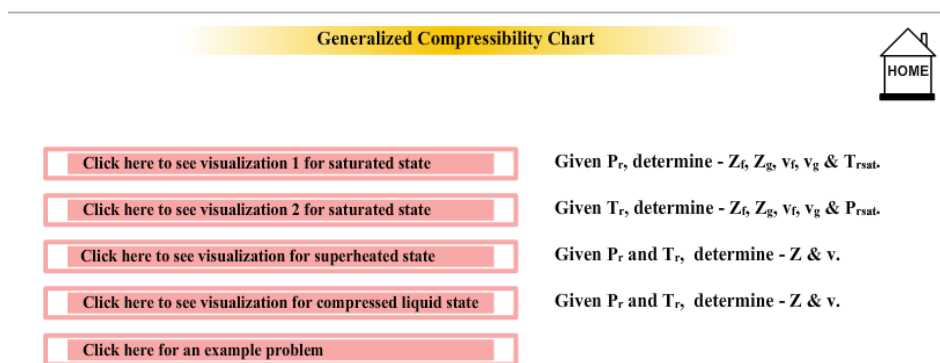 Generalized Compressibility Chart
HOME
Click here to see visualization 1 for saturated state Given Pr, determine - Zf, Zg, vf, vg & Trsat.
Click here to see visualization 2 for saturated state Given Tr, determine - Zf, Zg, vf, vg & Prsat.
Click here to see visualization for superheated state Given Pr and Tr, determine - Z & v.
Click here to see visualization for compressed liquid state Given Pr and Tr, determine - Z & v.
Click here for an example problem